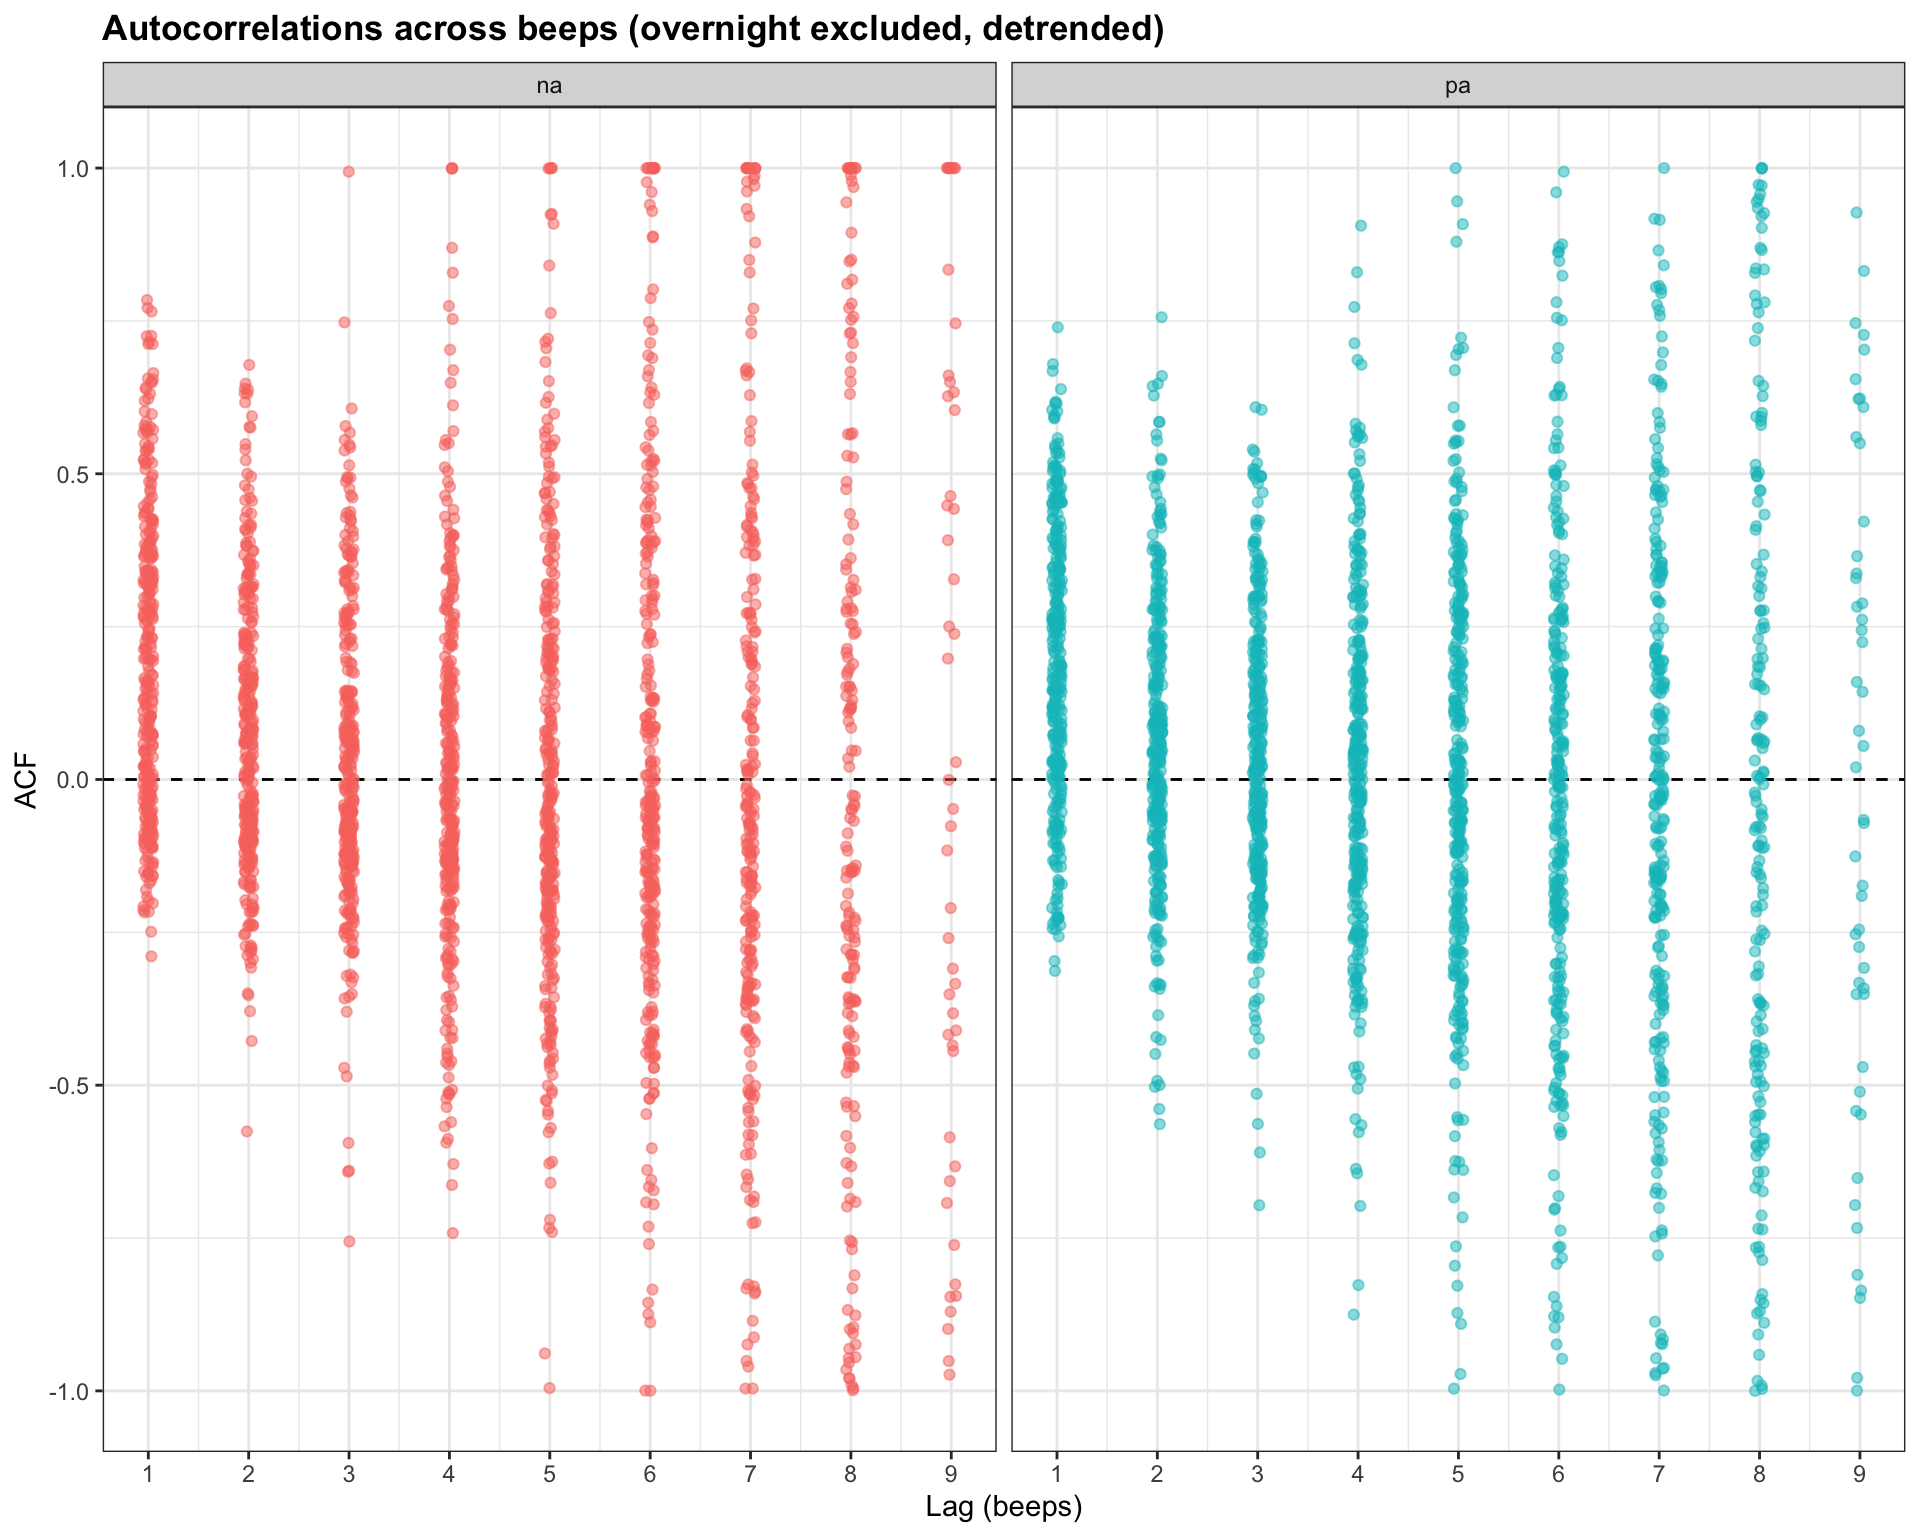 Autocorrelations across beeps (overnight excluded, detrended)
na
pa
ACF
1.0
0.5
0.0
-0.5
-1.0
1 2 3 4 5 6 7 8 9
1 2 3 4 5 6 7 8 9
Lag (beeps)